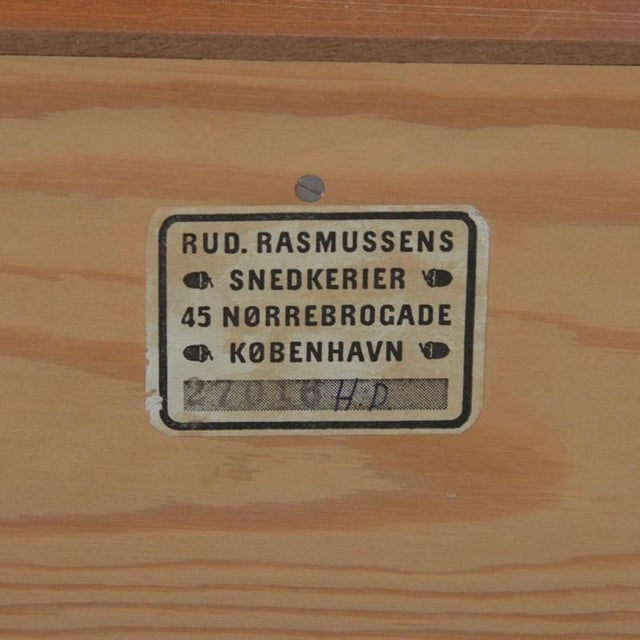 RUD. RASMUSSENS
SNEDKERIER
45 NØRREBROGADE
KØBENHAVN
27016 H.D.